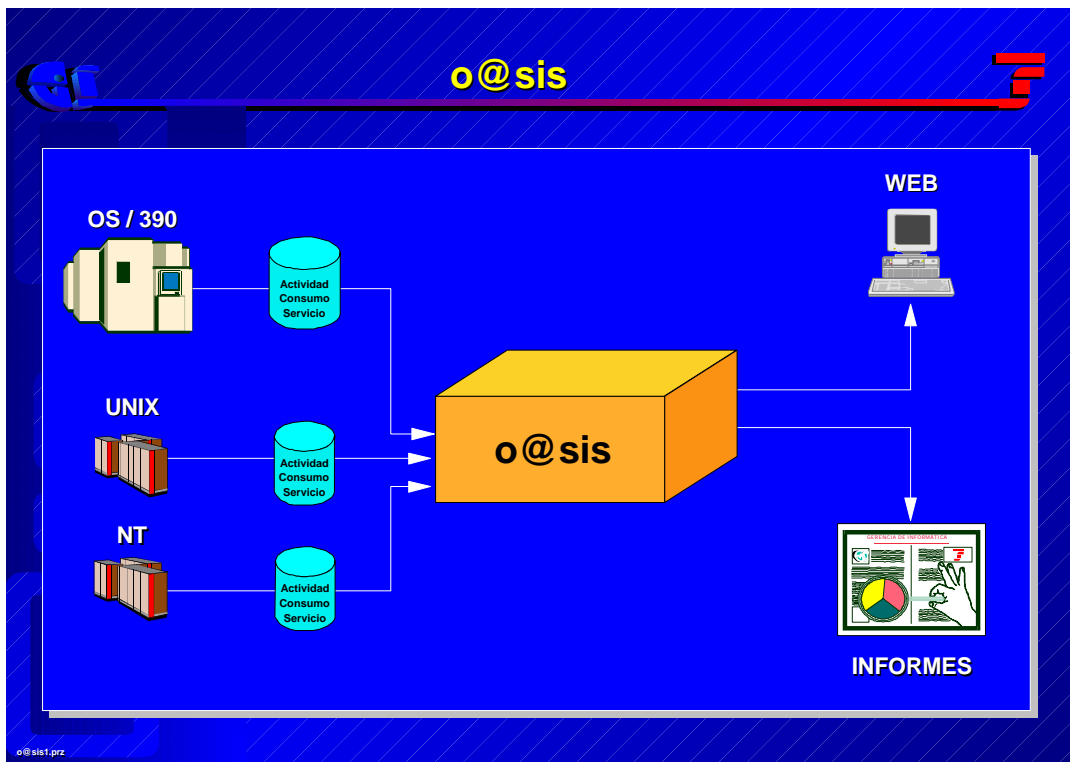 o@sis
WEB
OS / 390
Actividad
Consumo
Servicio
UNIX
Actividad
Consumo
Servicio
o@sis
NT
Actividad
Consumo
Servicio
GERENCIA DE INFORMATICA
INFORMES
o@sis1.prz